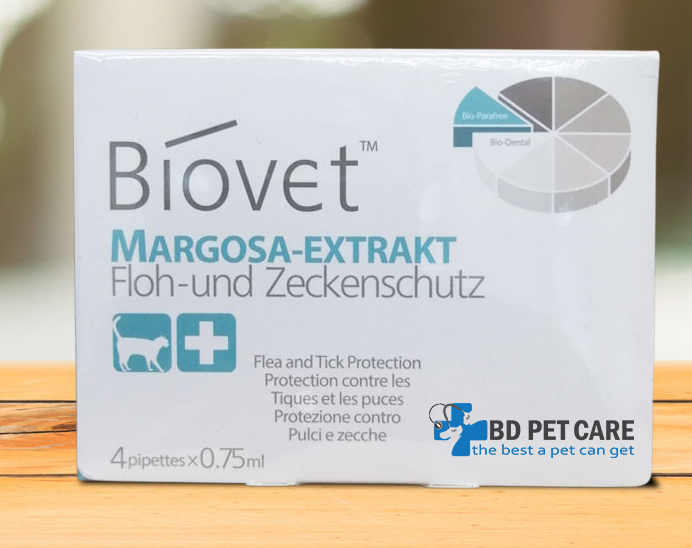 Bio-Parafree
Bio-Dental
Biovet™
MARGOSA-EXTRAKT
Floh-und Zeckenschutz
Flea and Tick Protection
Protection contre les
Tiques et les puces
Protezione contro
Pulci e zecche
4 pipettes x 0.75ml
BD PET CARE
the best a pet can get